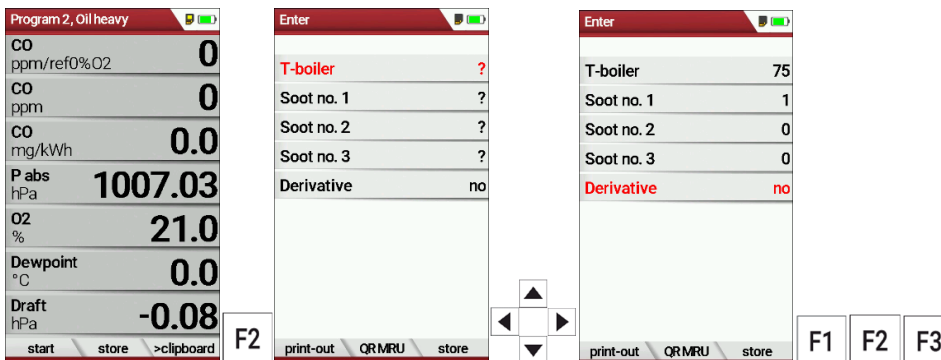 Program 2, Oil heavy
CO
ppm/ref0%O2 0
CO
ppm 0
CO
mg/kWh 0.0
P abs
hPa 1007.03
O2
% 21.0
Dewpoint
°C 0.0
Draft
hPa -0.08
start store >clipboard
F2
Enter
T-boiler ?
Soot no. 1 ?
Soot no. 2 ?
Soot no. 3 ?
Derivative no
print-out QR MRU store
Enter
T-boiler 75
Soot no. 1 1
Soot no. 2 0
Soot no. 3 0
Derivative no
print-out QR MRU store
F1 F2 F3